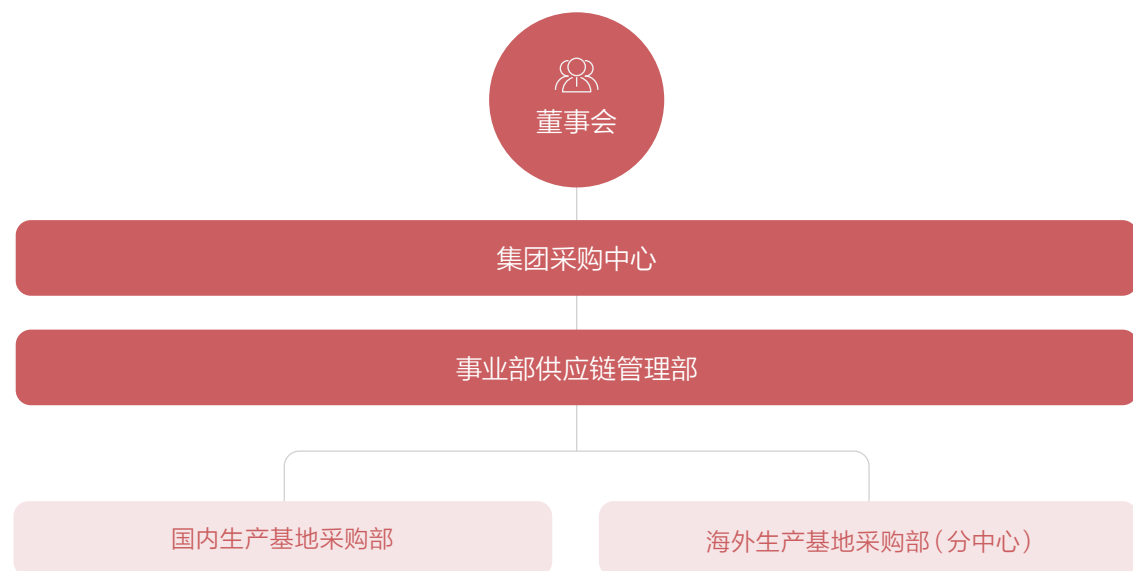 董事会
集团采购中心
事业部供应链管理部
国内生产基地采购部
海外生产基地采购部(分中心)